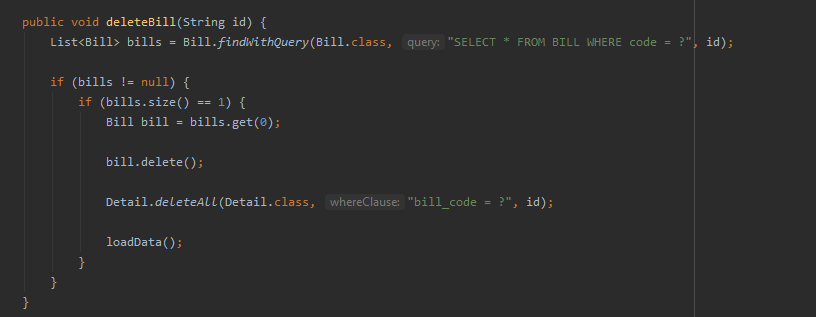 public void deleteBill(String id) {
List<Bill> bills = Bill.findWithQuery(Bill.class, query: "SELECT * FROM BILL WHERE code = ?", id);
if (bills != null) {
if (bills.size() == 1) {
Bill bill = bills.get(0);
bill.delete();
Detail.deleteAll(Detail.class, whereClause: "bill_code = ?", id);
loadData();
}
}
}